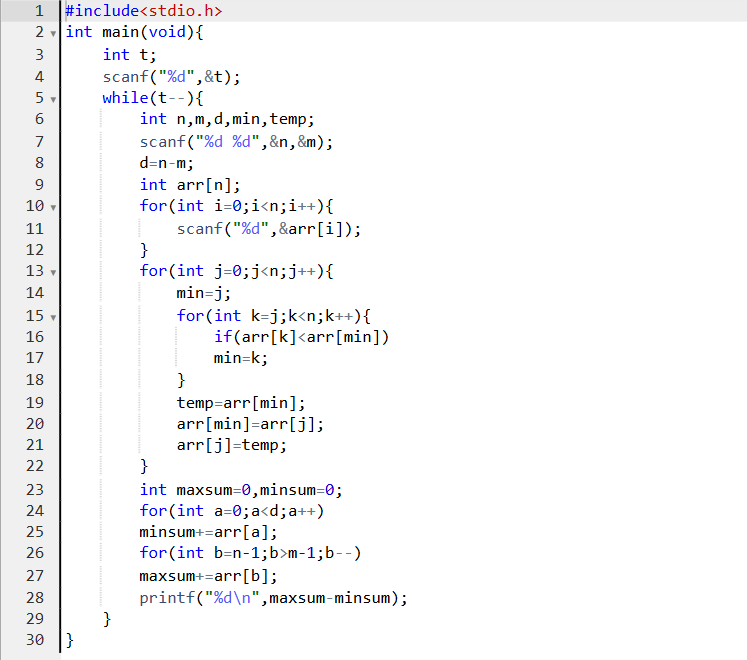 1 #include<stdio.h>
2 int main(void){
3     int t;
4     scanf("%d",&t);
5     while(t--){
6         int n,m,d,min,temp;
7         scanf("%d %d",&n,&m);
8         d=n-m;
9         int arr[n];
10         for(int i=0;i<n;i++){
11             scanf("%d",&arr[i]);
12         }
13         for(int j=0;j<n;j++){
14             min=j;
15             for(int k=j;k<n;k++){
16                 if(arr[k]<arr[min])
17                 min=k;
18             }
19             temp=arr[min];
20             arr[min]=arr[j];
21             arr[j]=temp;
22         }
23         int maxsum=0,minsum=0;
24         for(int a=0;a<d;a++)
25         minsum+=arr[a];
26         for(int b=n-1;b>m-1;b--)
27         maxsum+=arr[b];
28         printf("%d\n",maxsum-minsum);
29     }
30 }